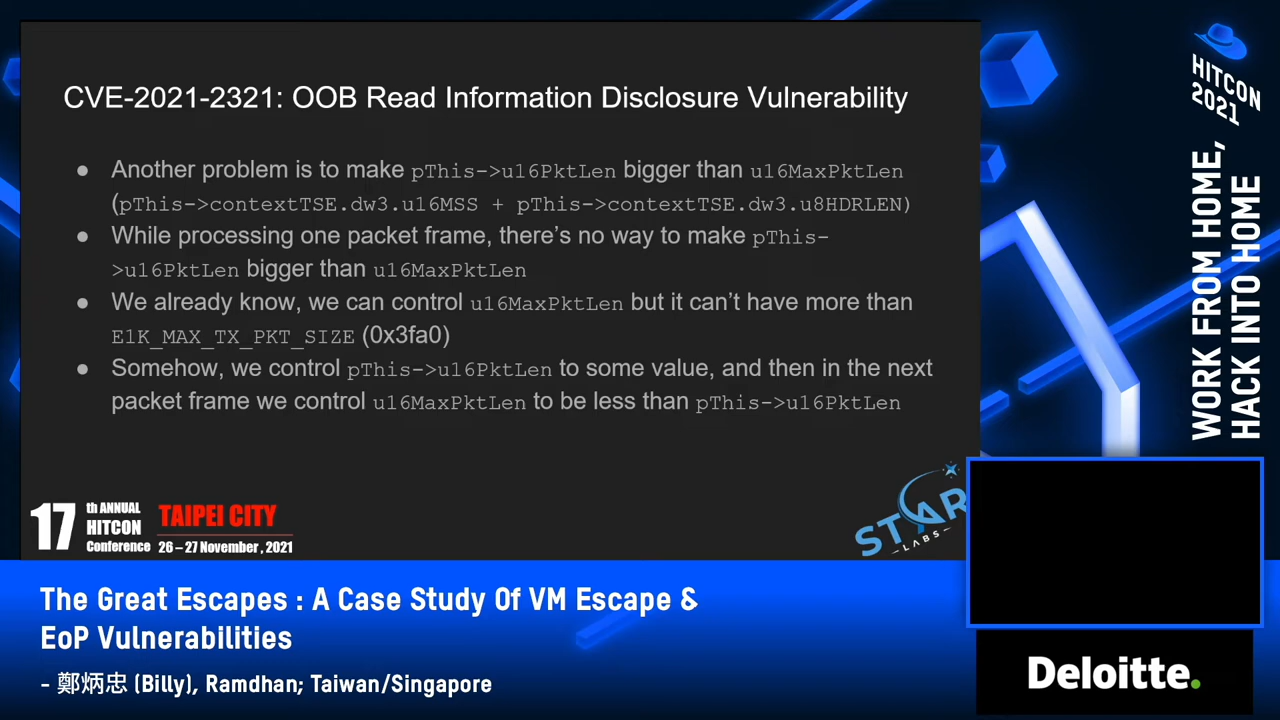 CVE-2021-2321: OOB Read Information Disclosure Vulnerability
● Another problem is to make pThis->u16PktLen bigger than u16MaxPktLen
(pThis->contextTSE.dw3.u16MSS + pThis->contextTSE.dw3.u8HDRLEN)
● While processing one packet frame, there's no way to make pThis-
>u16PktLen bigger than u16MaxPktLen
● We already know, we can control u16MaxPktLen but it can't have more than
E1K_MAX_TX_PKT_SIZE (0x3fa0)
● Somehow, we control pThis->u16PktLen to some value, and then in the next
packet frame we control u16MaxPktLen to be less than pThis->u16PktLen
17
th ANNUAL
HITCON
Conference
TAIPEI CITY
26 – 27 November , 2021
STAR
LABS
HITCON
2021
WORK FROM HOME,
HACK INTO HOME
The Great Escapes : A Case Study Of VM Escape &
EoP Vulnerabilities
- 鄭炳忠 (Billy), Ramdhan; Taiwan/Singapore
Deloitte.